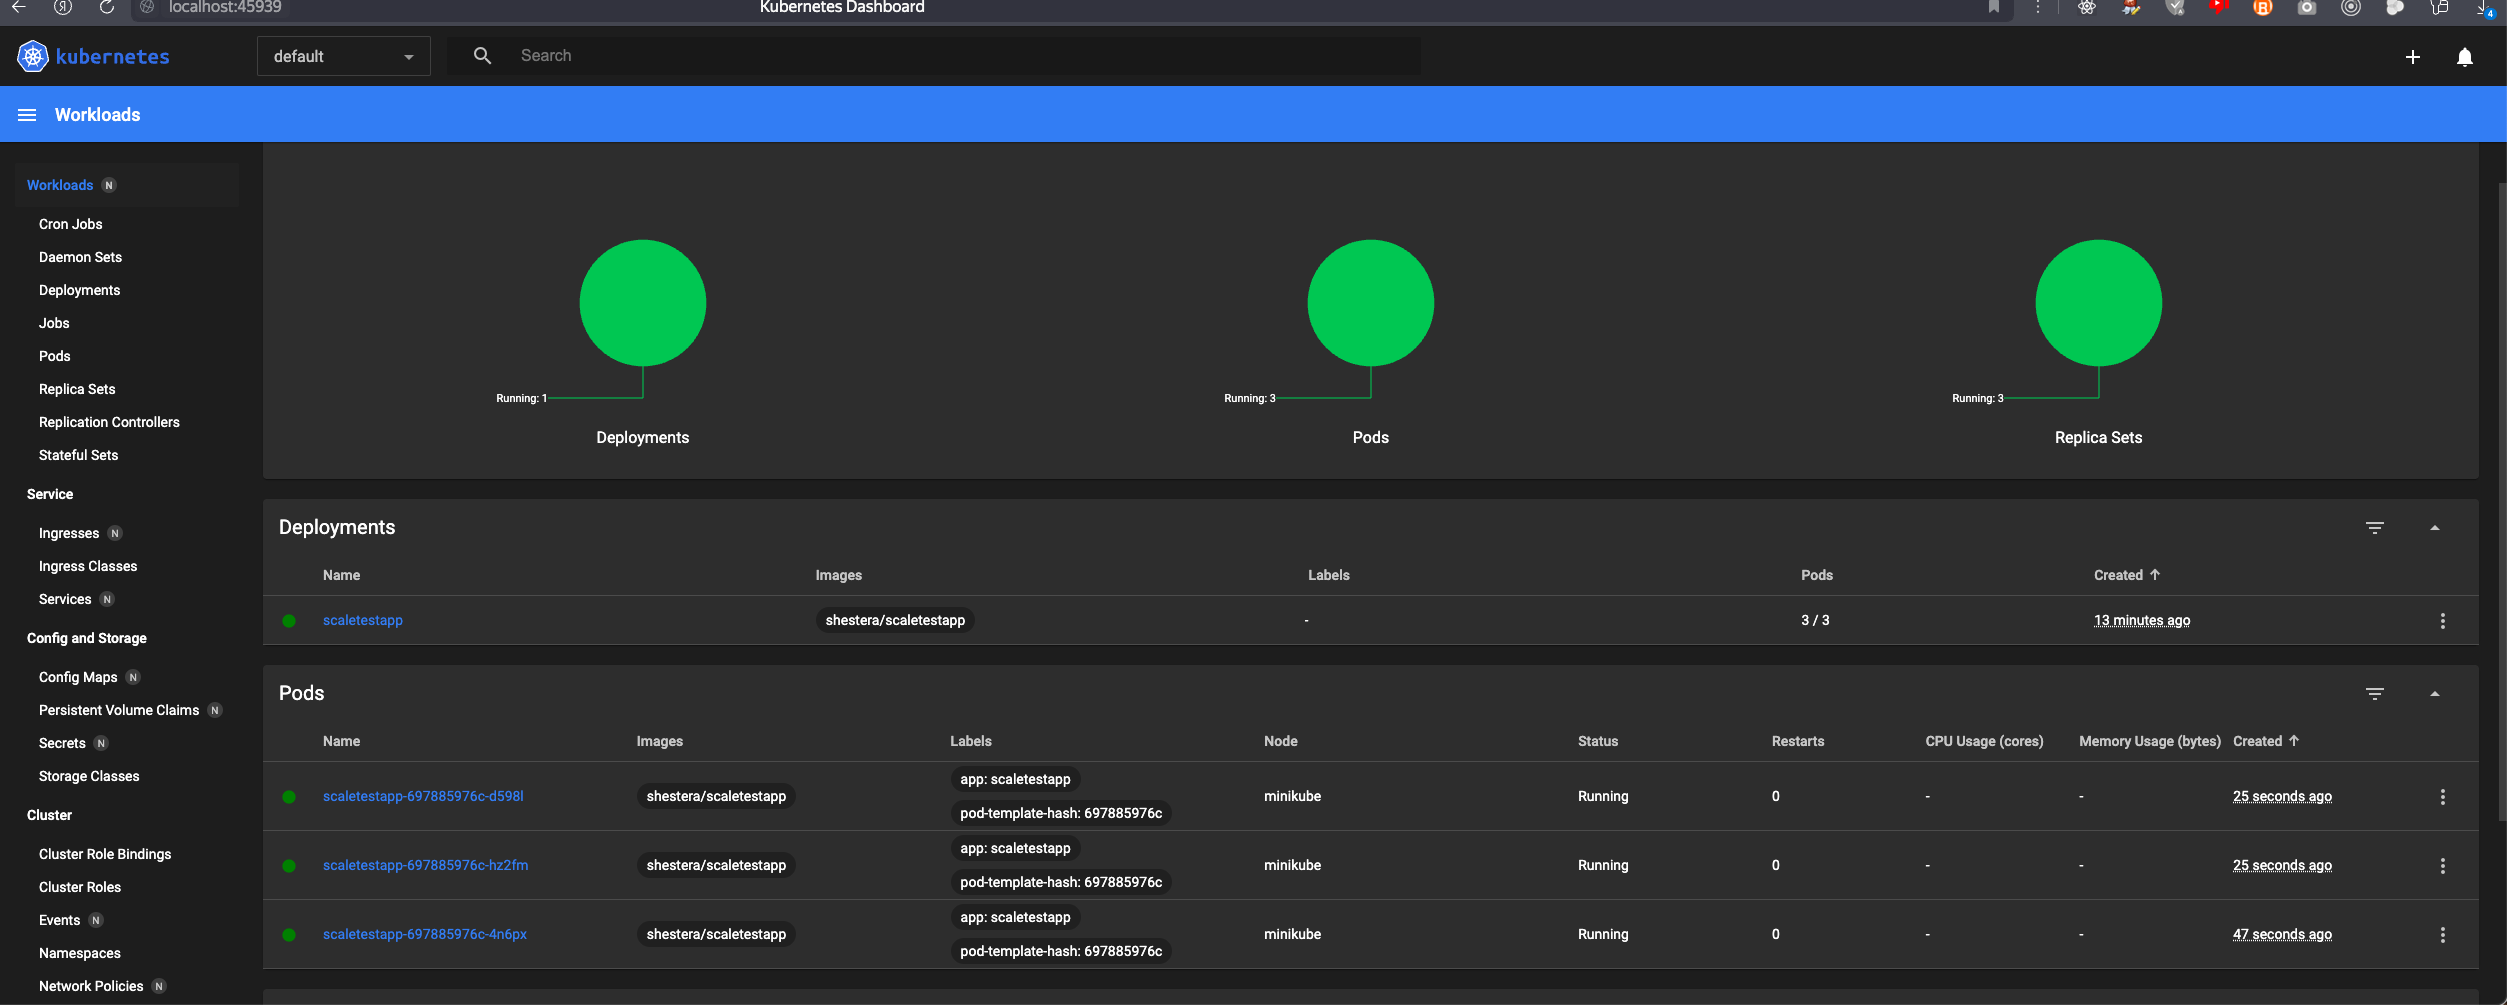 localhost:45939
Kubernetes Dashboard
4
kubernetes
default
Search
Workloads
Workloads N
Cron Jobs
Daemon Sets
Deployments
Jobs
Pods
Replica Sets
Replication Controllers
Stateful Sets
Service
Ingresses N
Ingress Classes
Services N
Config and Storage
Config Maps N
Persistent Volume Claims N
Secrets N
Storage Classes
Cluster
Cluster Role Bindings
Cluster Roles
Events N
Namespaces
Network Policies N
Running: 1
Deployments
Running: 3
Pods
Running: 3
Replica Sets
Deployments
Name Images Labels Pods Created
scaletestapp shestera/scaletestapp - 3 / 3 13 minutes ago
Pods
Name Images Labels Node Status Restarts CPU Usage (cores) Memory Usage (bytes) Created
app: scaletestapp
scaletestapp-697885976c-d598l shestera/scaletestapp minikube Running 0 - - 25 seconds ago
pod-template-hash: 697885976c
app: scaletestapp
scaletestapp-697885976c-hz2fm shestera/scaletestapp minikube Running 0 - - 25 seconds ago
pod-template-hash: 697885976c
app: scaletestapp
scaletestapp-697885976c-4n6px shestera/scaletestapp minikube Running 0 - - 47 seconds ago
pod-template-hash: 697885976c